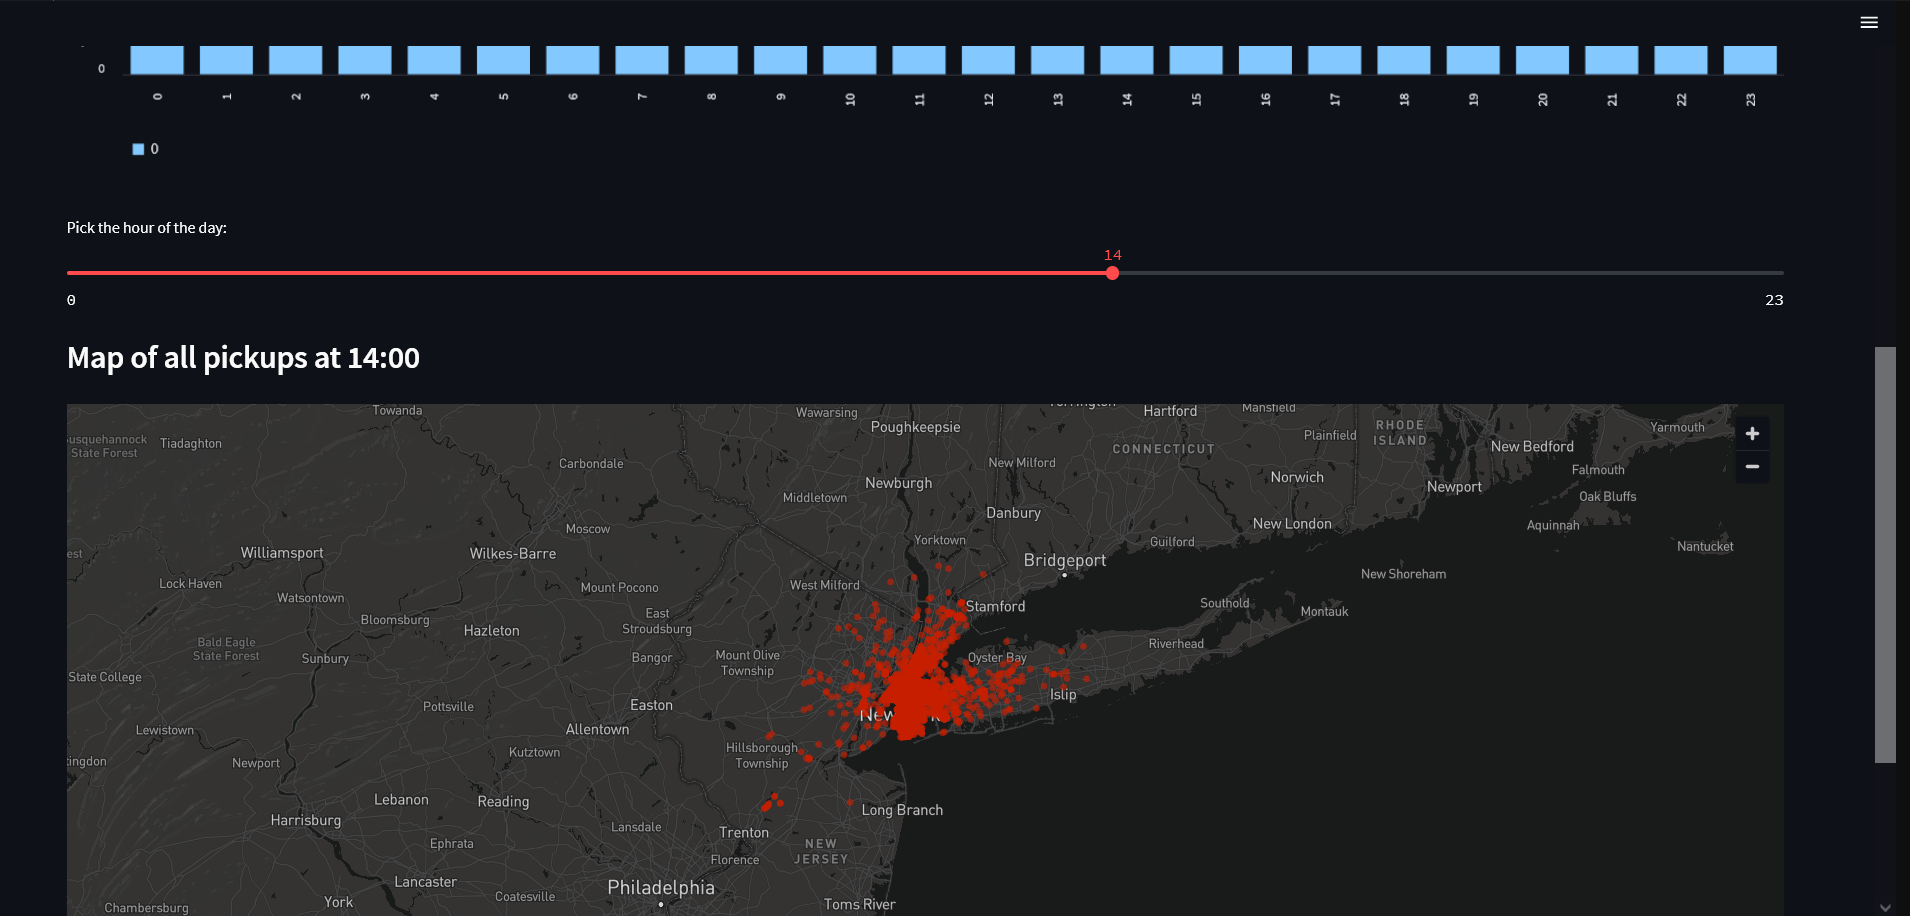 0
0 1 2 3 4 5 6 7 8 9 10 11 12 13 14 15 16 17 18 19 20 21 22 23
0
Pick the hour of the day:
14
0 23
Map of all pickups at 14:00
Towanda
Wawarsing
Hartford
Mansfield
Poughkeepsie
Plainfield
RHODE
ISLAND
Yarmouth
State Forest
Tiadaghton
CONNECTICUT
New Bedford
Carbondale
New Milford
Falmouth
Newburgh
Norwich
Newport
Middletown
Oak Bluffs
Danbury
New London
Aquinnah
Moscow
Yorktown
Guilford
Nantucket
Williamsport
Wilkes-Barre
Bridgeport
Lock Haven
Mount Pocono
West Milford
New Shoreham
Watsontown
Stamford
Southold
Montauk
Bloomsburg
East
Stroudsburg
Hazleton
Bald Eagle
State Forest
Sunbury
Bangor
Mount Olive
Township
Oyster Bay
Riverhead
State College
Islip
Pottsville
Easton
New
Lewistown
Allentown
Hillsborough
Township
Kutztown
Newport
Lebanon
Reading
Long Branch
Harrisburg
Lansdale
Trenton
Ephrata
NEW
JERSEY
Florence
Lancaster
Philadelphia
Coatesville
York
Chambersburg
Toms River